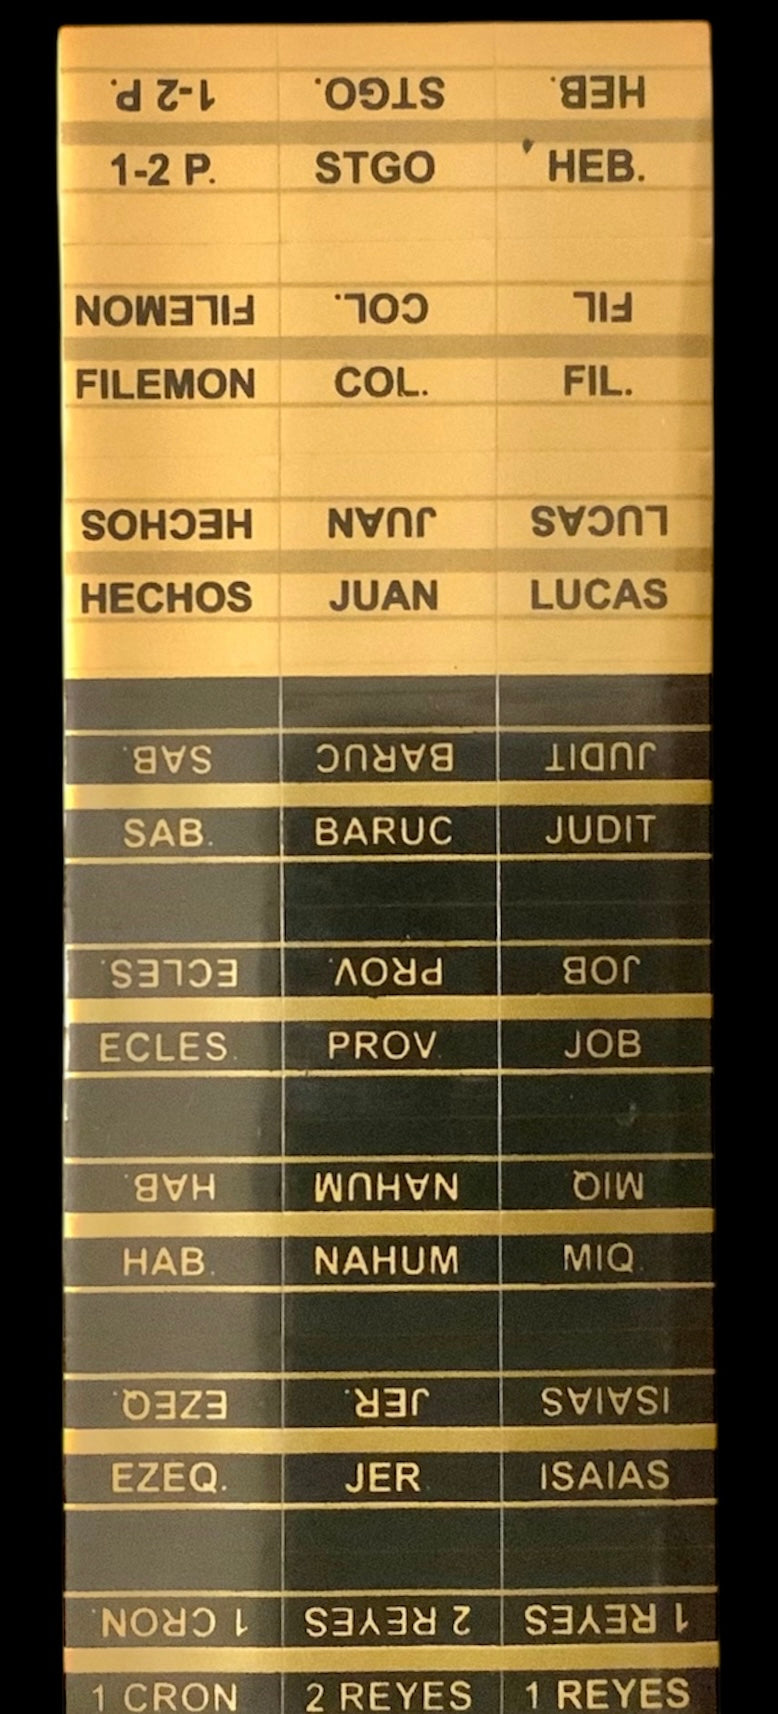 1-2 P. STGO. HEB.
1-2 P. STGO HEB.
FILEMON COL. FIL
FILEMON COL. FIL.
HECHOS JUAN LUCAS
HECHOS JUAN LUCAS
SAB. BARUC JUDIT
SAB. BARUC JUDIT
ECLES. PROV. JOB
ECLES. PROV. JOB
HAB. NAHUM MIQ
HAB. NAHUM MIQ.
EZEQ. JER. ISAIAS
EZEQ. JER. ISAIAS
1 CRON. 2 REYES 1 REYES
1 CRON 2 REYES 1 REYES